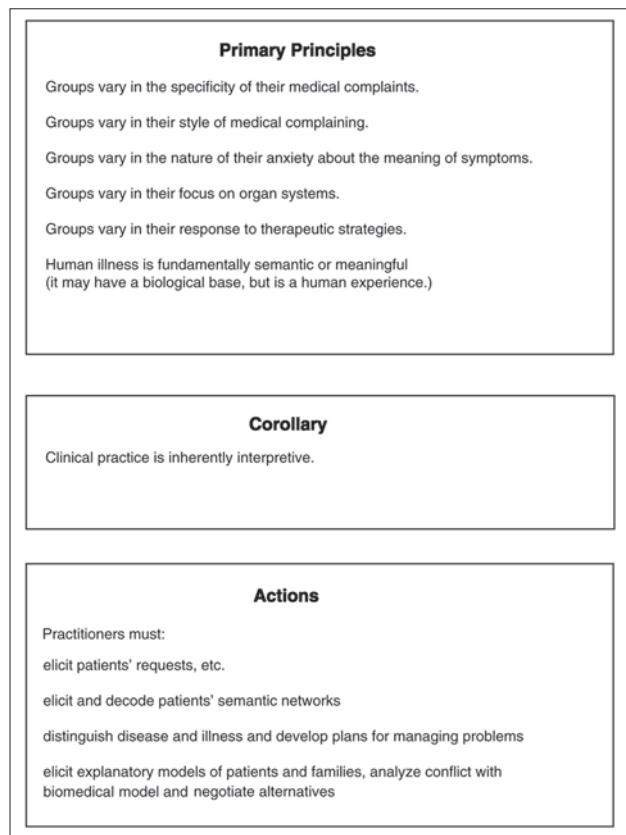 Primary Principles
Groups vary in the specificity of their medical complaints.
Groups vary in their style of medical complaining.
Groups vary in the nature of their anxiety about the meaning of symptoms.
Groups vary in their focus on organ systems.
Groups vary in their response to therapeutic strategies.
Human illness is fundamentally semantic or meaningful
(it may have a biological base, but is a human experience.)
Corollary
Clinical practice is inherently interpretive.
Actions
Practitioners must:
elicit patients' requests, etc.
elicit and decode patients' semantic networks
distinguish disease and illness and develop plans for managing problems
elicit explanatory models of patients and families, analyze conflict with
biomedical model and negotiate alternatives